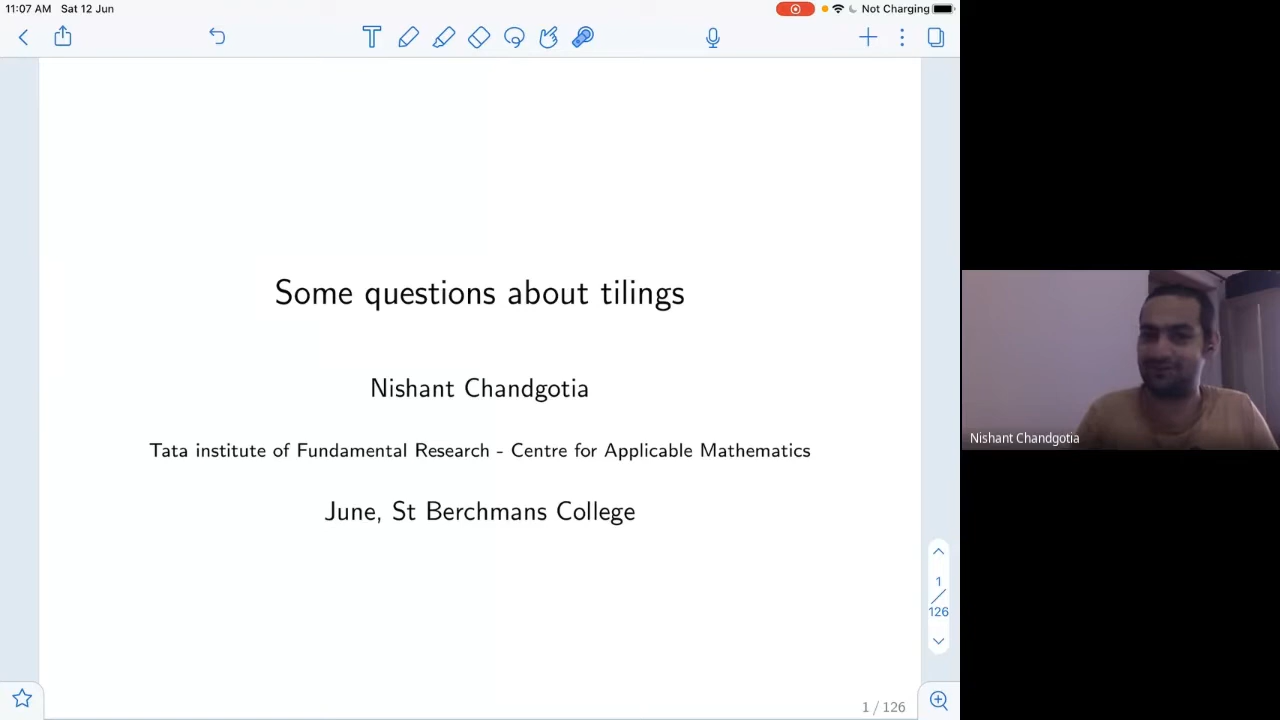 11:07 AM Sat 12 Jun
Not Charging
T
Some questions about tilings
Nishant Chandgotia
Tata institute of Fundamental Research - Centre for Applicable Mathematics
June, St Berchmans College
1
126
1 / 126
Nishant Chandgotia